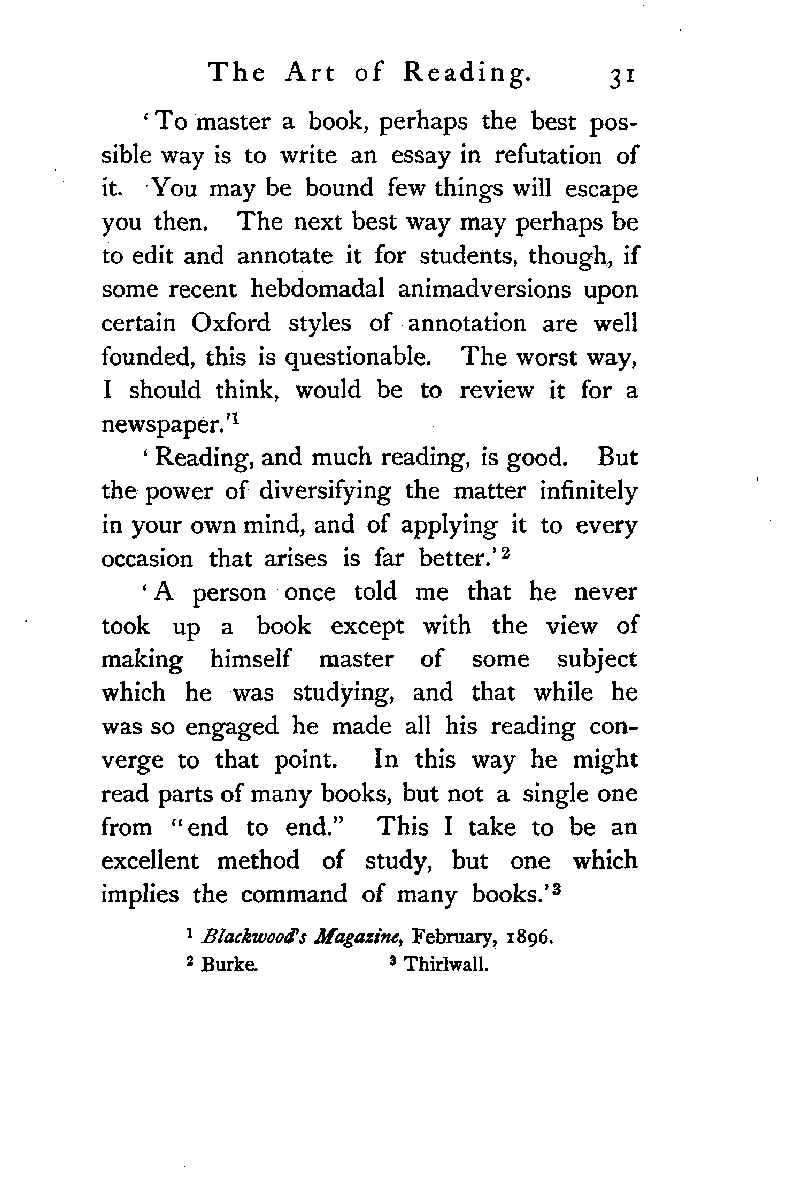 The Art of Reading. 31
‘To master a book, perhaps the best pos-
sible way is to write an essay in refutation of
it. You may be bound few things will escape
you then. The next best way may perhaps be
to edit and annotate it for students, though, if
some recent hebdomadal animadversions upon
certain Oxford styles of annotation are well
founded, this is questionable. The worst way,
I should think, would be to review it for a
newspaper.’¹
‘Reading, and much reading, is good. But
the power of diversifying the matter infinitely
in your own mind, and of applying it to every
occasion that arises is far better.’²
‘A person once told me that he never
took up a book except with the view of
making himself master of some subject
which he was studying, and that while he
was so engaged he made all his reading con-
verge to that point. In this way he might
read parts of many books, but not a single one
from “end to end.” This I take to be an
excellent method of study, but one which
implies the command of many books.’³
¹ Blackwood's Magazine, February, 1896.
² Burke. ³ Thirlwall.